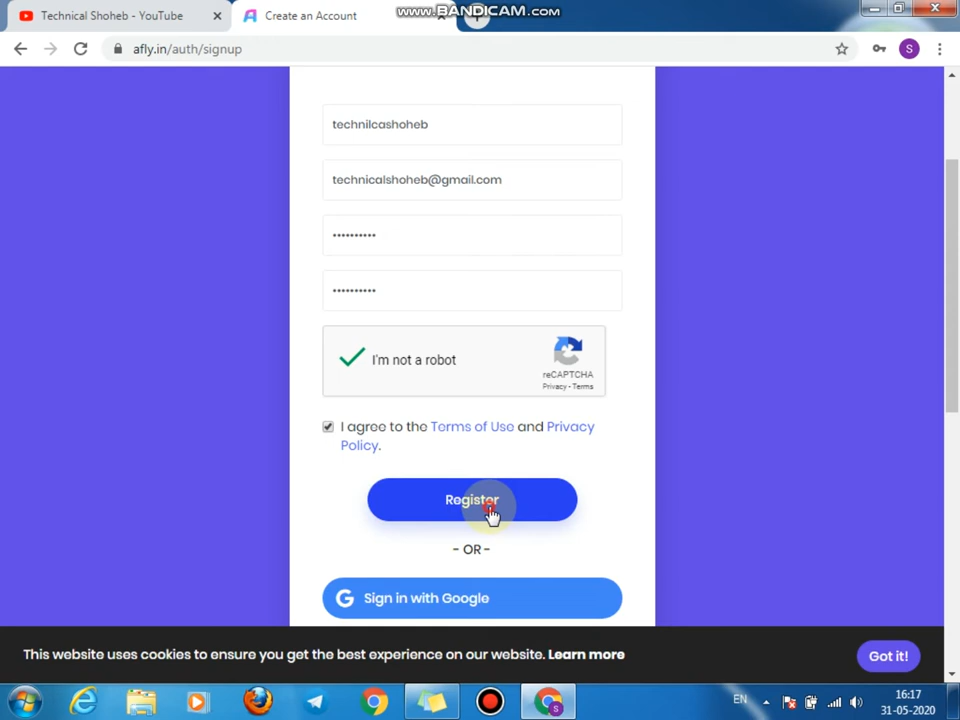 www.BANDICAM.com
Technical Shoheb - YouTube
Create an Account
afly.in/auth/signup
S
technilcashoheb
technicalshoheb@gmail.com
••••••••••
••••••••••
I'm not a robot
reCAPTCHA
Privacy - Terms
I agree to the Terms of Use and Privacy
Policy.
Register
- OR -
G Sign in with Google
This website uses cookies to ensure you get the best experience on our website. Learn more
Got it!
S
EN
16:17
31-05-2020